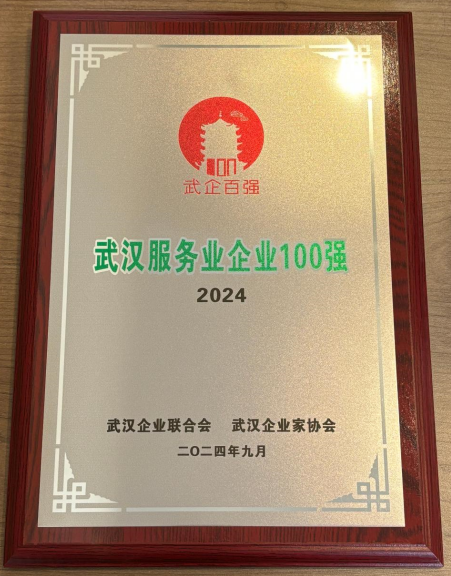 100
武企百强
武汉服务业企业100强
2024
武汉企业联合会 武汉企业家协会
二〇二四年九月